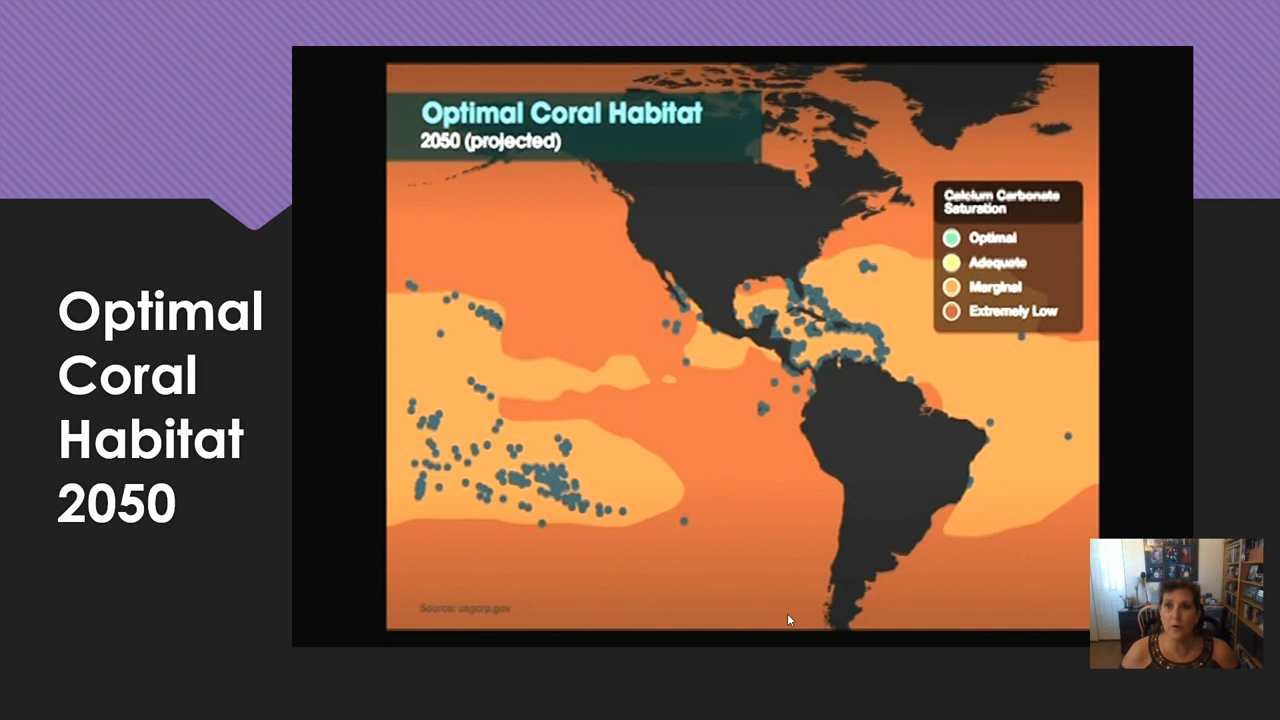 Optimal Coral Habitat
2050 (projected)
Calcium Carbonate
Saturation
Optimal
Adequate
Marginal
Extremely Low
Optimal
Coral
Habitat
2050
Source: usgcrp.gov